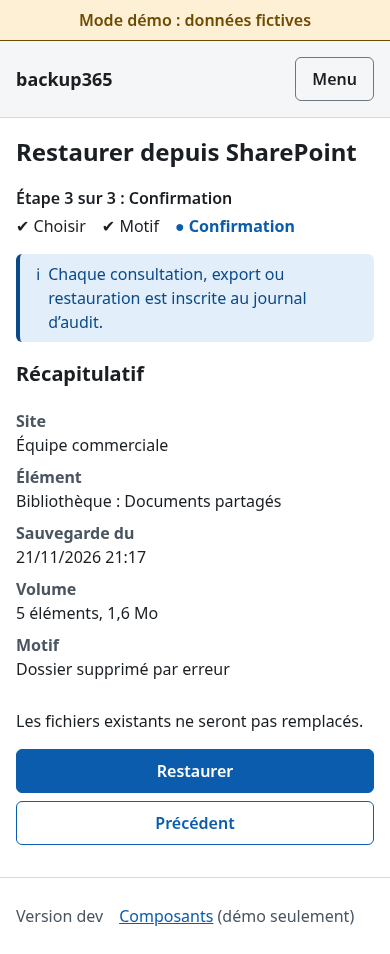 Mode démo : données fictives
backup365
Menu
Restaurer depuis SharePoint
Étape 3 sur 3 : Confirmation
✔ Choisir ✔ Motif ● Confirmation
i Chaque consultation, export ou
restauration est inscrite au journal
d’audit.
Récapitulatif
Site
Équipe commerciale
Élément
Bibliothèque : Documents partagés
Sauvegarde du
21/11/2026 21:17
Volume
5 éléments, 1,6 Mo
Motif
Dossier supprimé par erreur
Les fichiers existants ne seront pas remplacés.
Restaurer
Précédent
Version dev Composants (démo seulement)